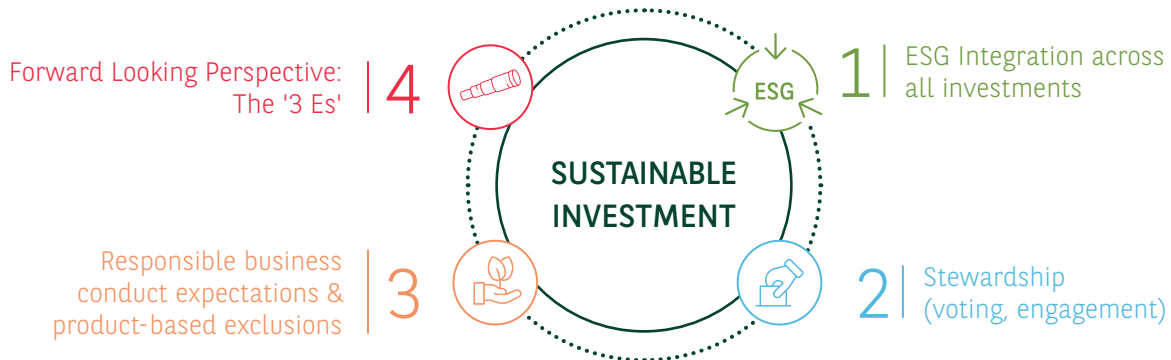 Forward Looking Perspective:
The '3 Es'
4
ESG
1
ESG Integration across
all investments
SUSTAINABLE
INVESTMENT
Responsible business
conduct expectations &
product-based exclusions
3
2
Stewardship
(voting, engagement)